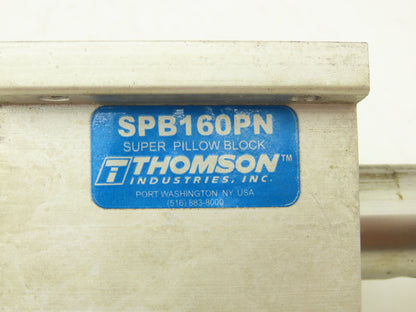 SPB160PN
SUPER PILLOW BLOCK
THOMSON™
INDUSTRIES, INC.
PORT WASHINGTON NY USA
(516) 883-8000